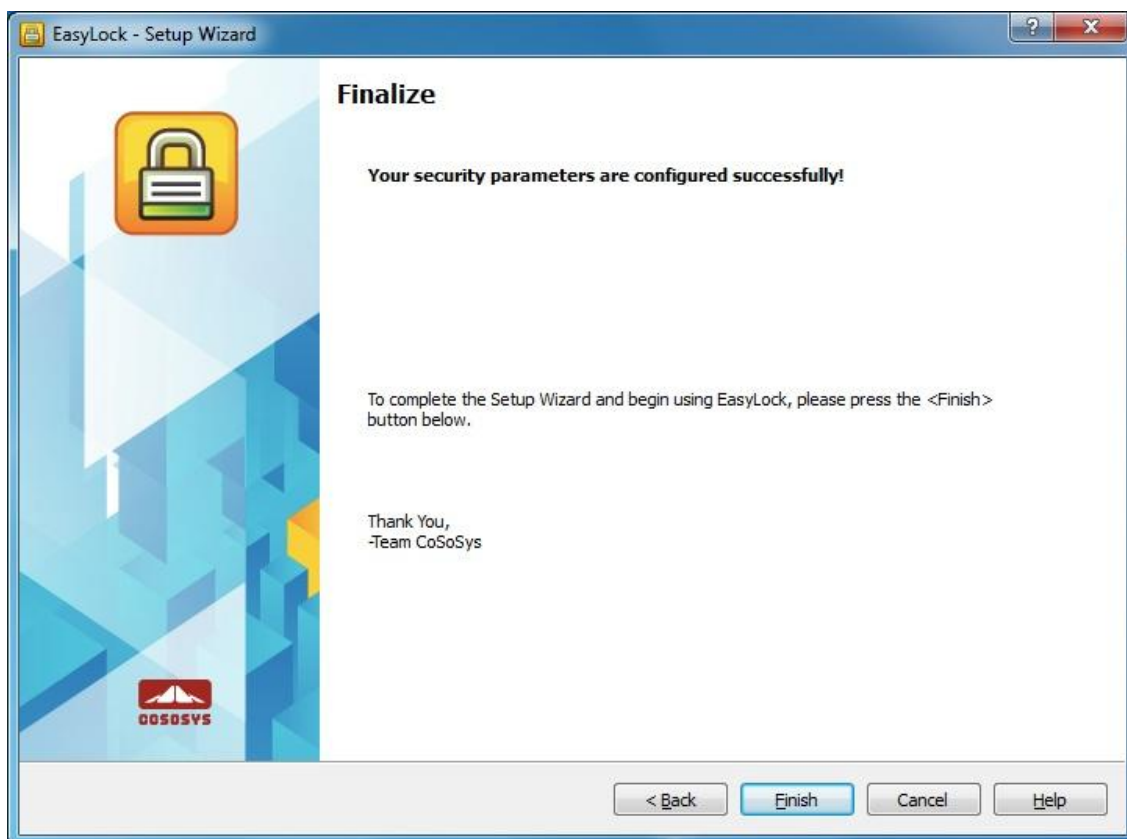 EasyLock - Setup Wizard
Finalize
Your security parameters are configured successfully!
To complete the Setup Wizard and begin using EasyLock, please press the <Finish>
button below.
Thank You,
-Team CoSoSys
COSOSYS
< Back
Finish
Cancel
Help